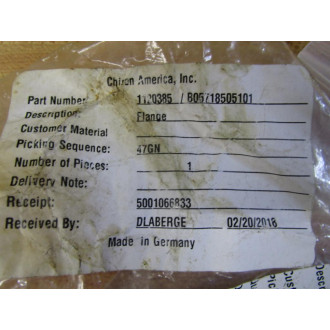 Chiron America, Inc.
Part Number: 1120385 / B05718505101
Description: Flange
Customer Material
Picking Sequence: 47GN
Number of Pieces: 1
Delivery Note:
Receipt: 5001066833
Received By: DLABERGE 02/20/2018
Made in Germany